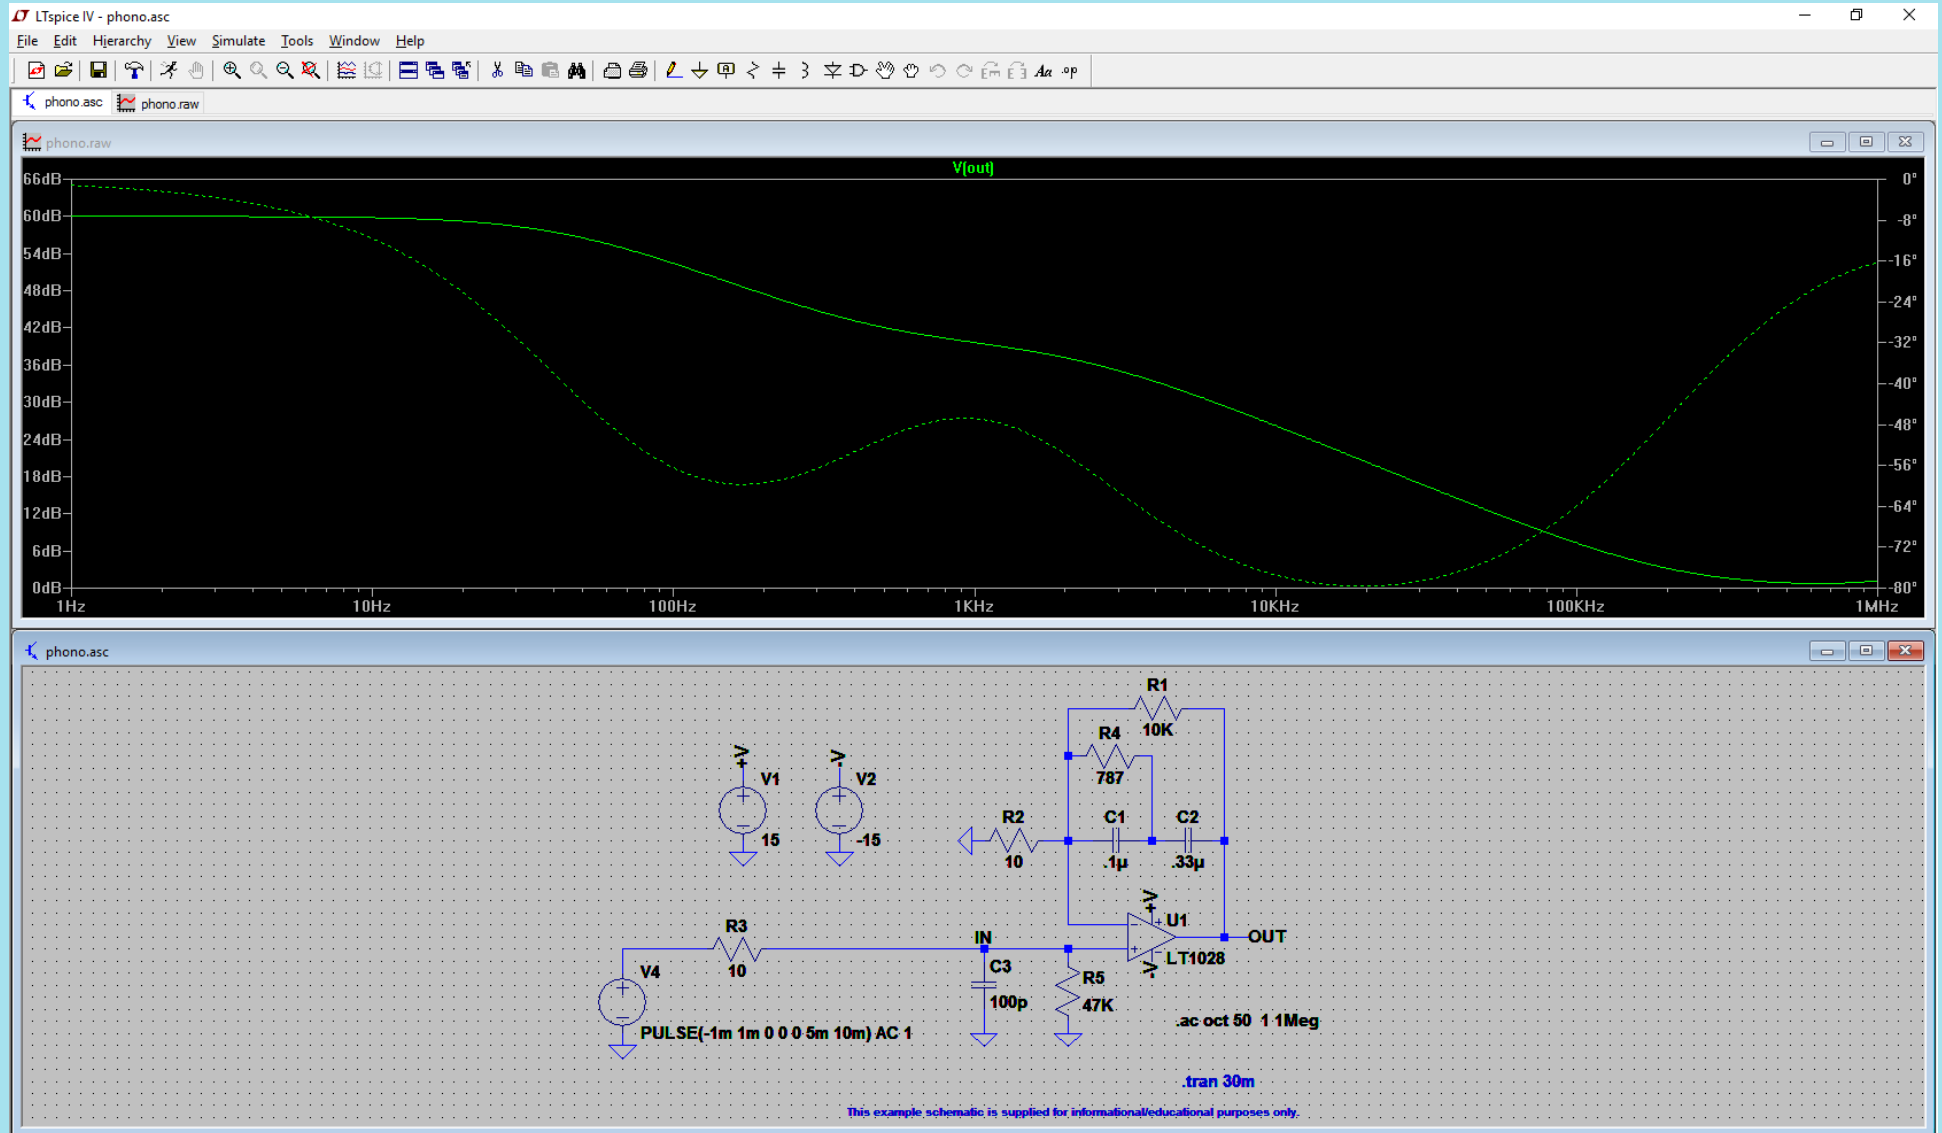 LTspice IV - phono.asc
File Edit Hierarchy View Simulate Tools Window Help
Aa .op
phono.asc phono.raw
phono.raw
V(out)
66dB 0°
60dB -8°
54dB -16°
48dB -24°
42dB -32°
36dB -40°
30dB -48°
24dB -56°
18dB -64°
12dB -72°
6dB -80°
0dB
1Hz 10Hz 100Hz 1KHz 10KHz 100KHz 1MHz
phono.asc
R1
10K
R4
787
+V -V
V1 V2
15 -15
R2 C1 C2
10 .1µ .33µ
+V
U1
OUT
LT1028
-V
R3 IN
10
V4 C3 R5
100p 47K
PULSE(-1m 1m 0 0 0 5m 10m) AC 1
.ac oct 50 1 1Meg
.tran 30m
This example schematic is supplied for informational/educational purposes only.